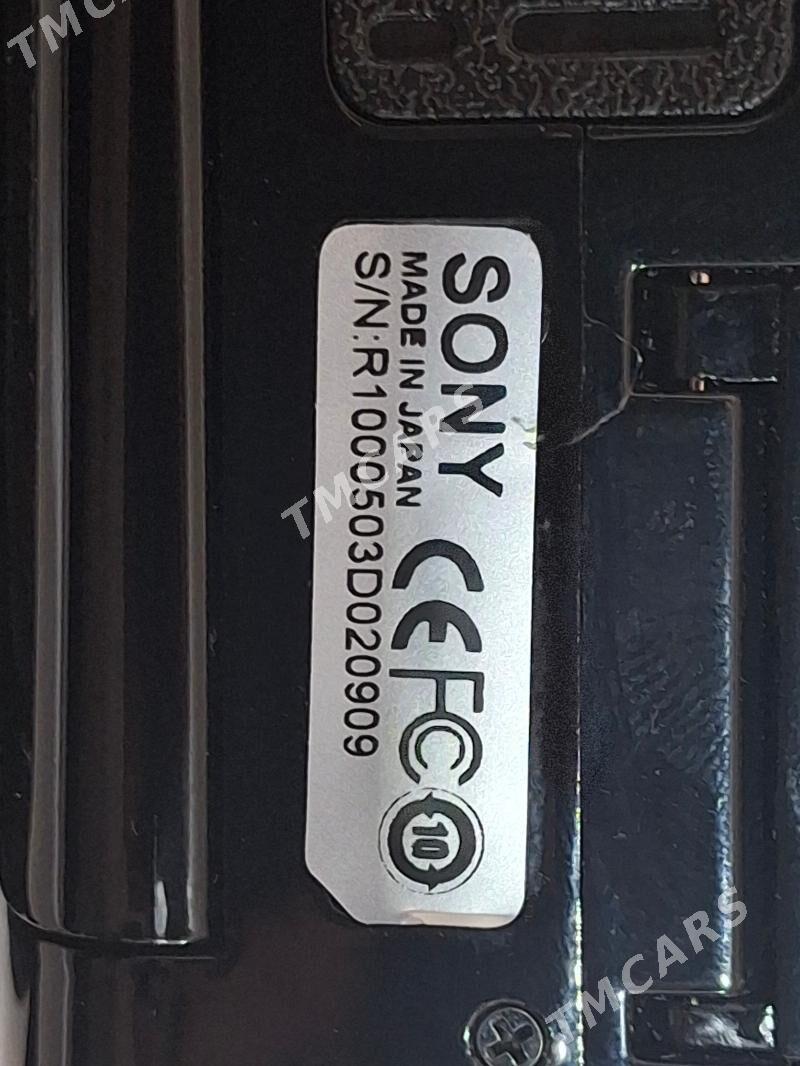 SONY
MADE IN JAPAN
S/N:R1000503D020909
CE FC 10
TMCARS
TMCARS
TMCARS